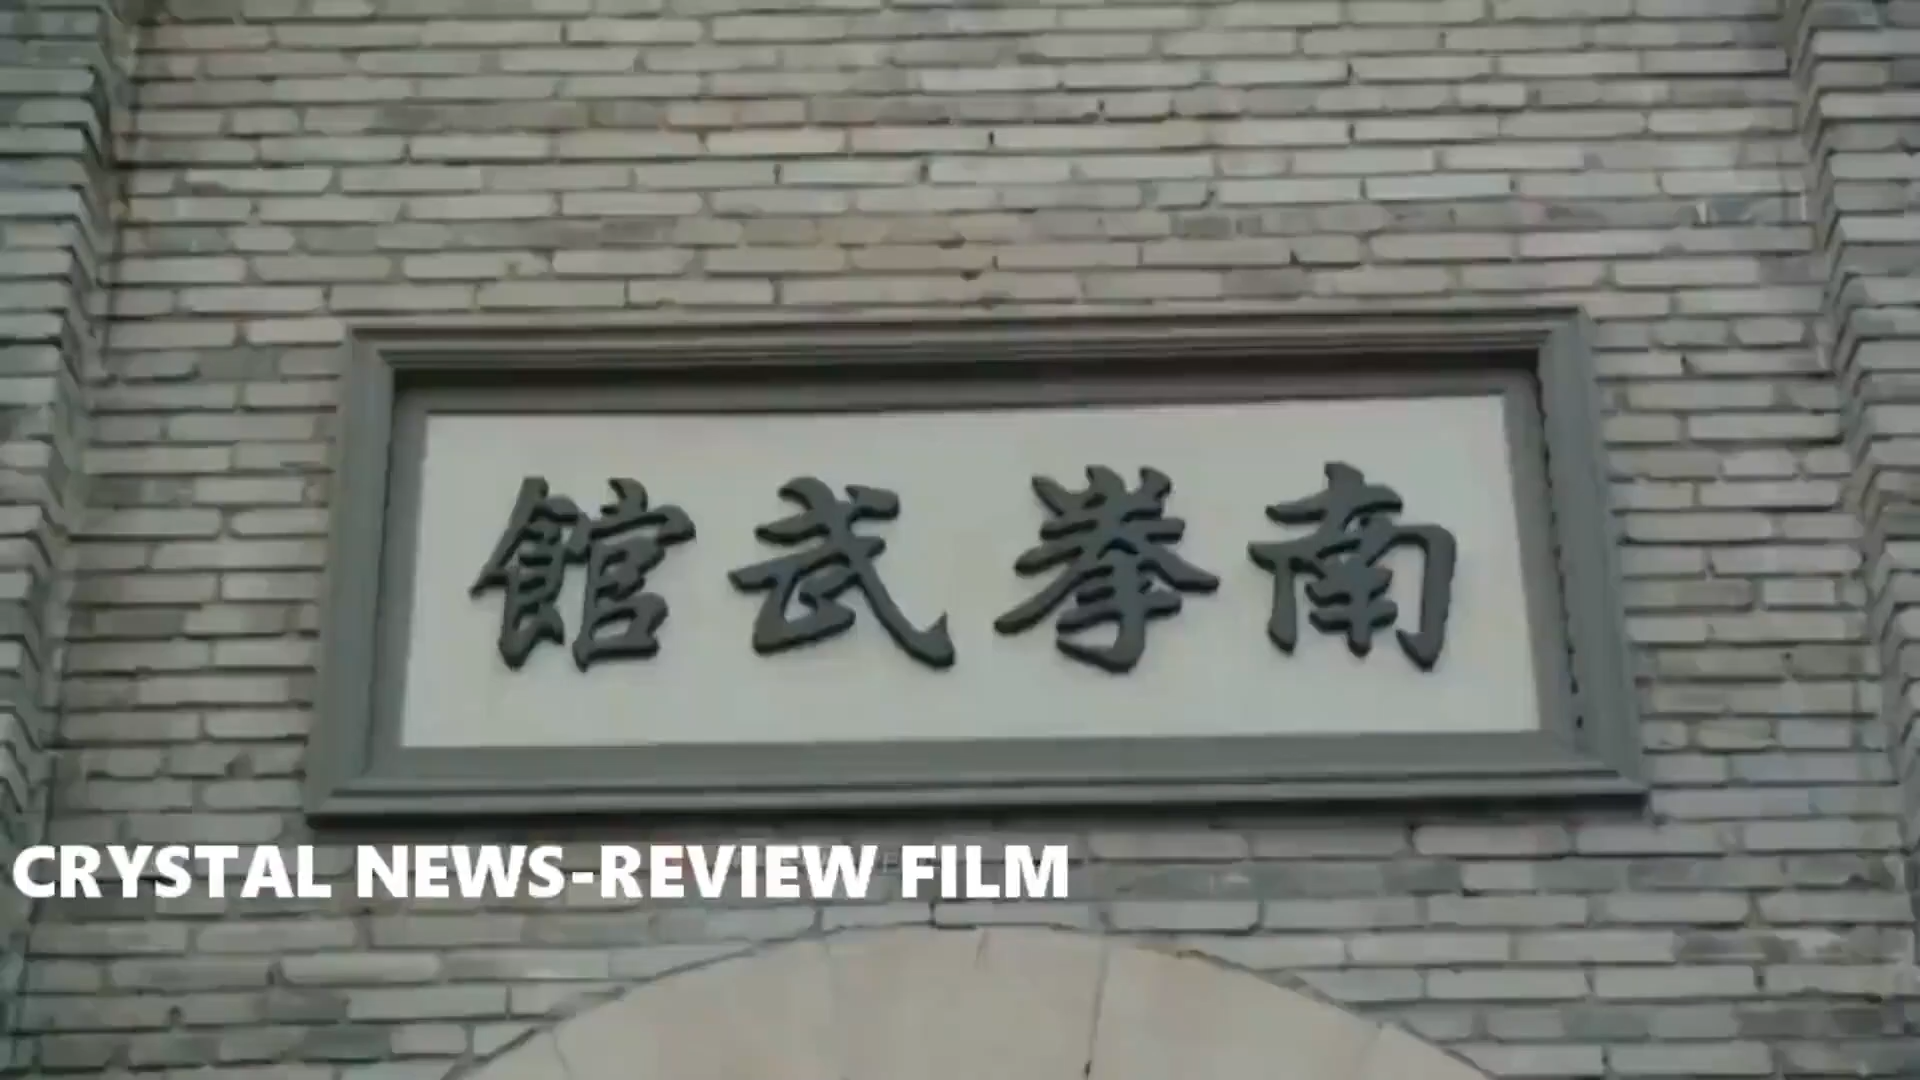 南拳武館
CRYSTAL NEWS-REVIEW FILM